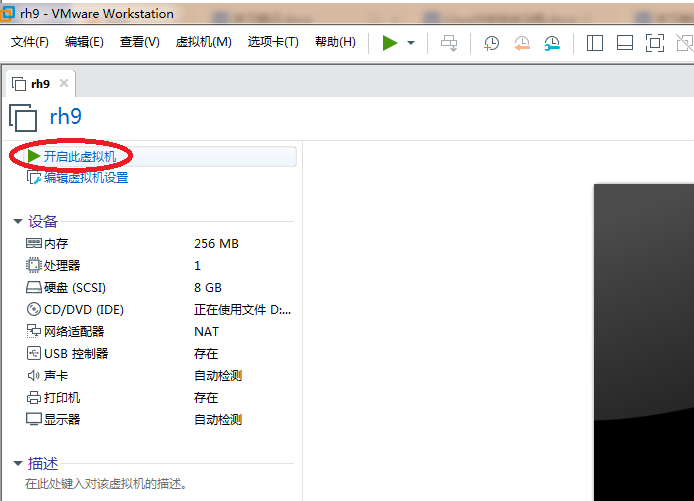 rh9 - VMware Workstation
文件(F) 编辑(E) 查看(V) 虚拟机(M) 选项卡(T) 帮助(H)
rh9
rh9
开启此虚拟机
编辑虚拟机设置
设备
内存 256 MB
处理器 1
硬盘 (SCSI) 8 GB
CD/DVD (IDE) 正在使用文件 D:...
网络适配器 NAT
USB 控制器 存在
声卡 自动检测
打印机 存在
显示器 自动检测
描述
在此处键入对该虚拟机的描述。